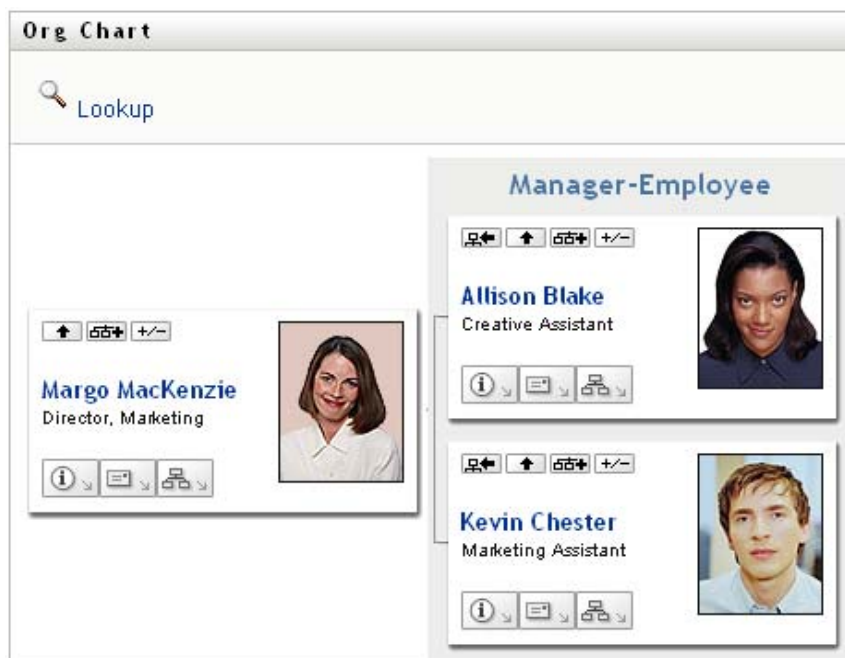 Org Chart
Lookup
Manager-Employee
Allison Blake
Creative Assistant
Margo MacKenzie
Director, Marketing
Kevin Chester
Marketing Assistant